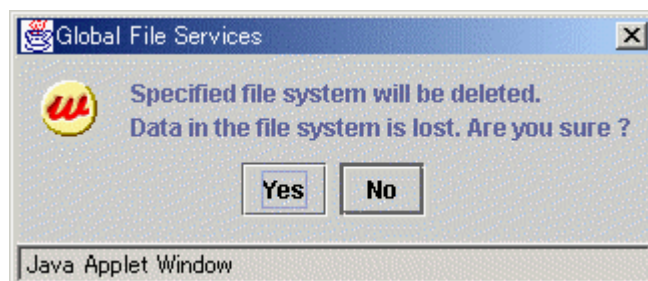 Global File Services
Specified file system will be deleted.
Data in the file system is lost. Are you sure ?
Yes No
Java Applet Window